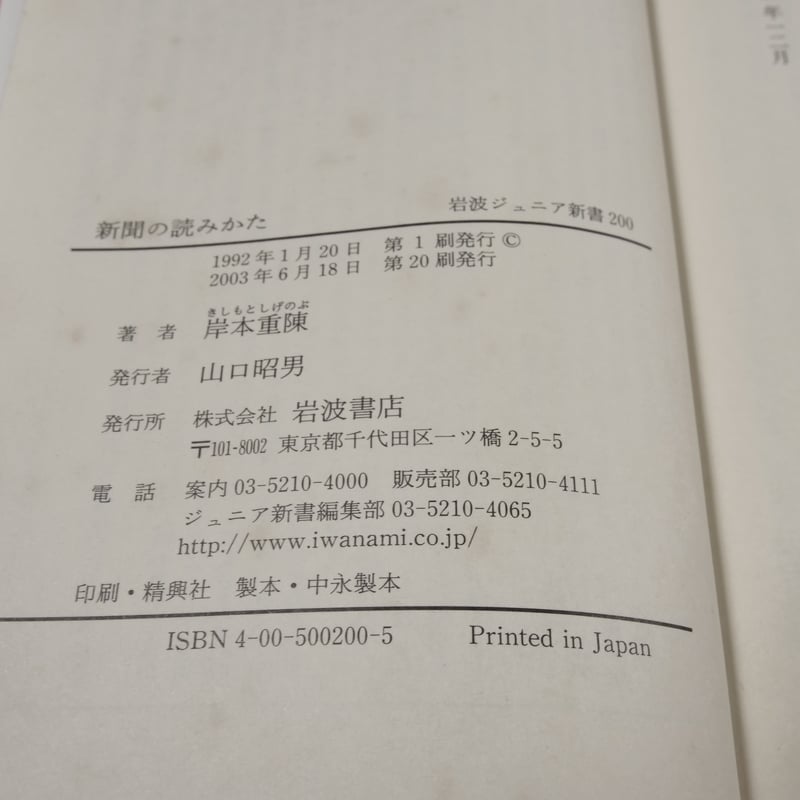 年一二月
新聞の読みかた 岩波ジュニア新書 200
1992年1月20日 第1刷発行 ©
2003年6月18日 第20刷発行
きしもとしげのぶ
著者 岸本重陳
発行者 山口昭男
発行所 株式会社 岩波書店
〒101-8002 東京都千代田区一ツ橋 2-5-5
電話 案内 03-5210-4000 販売部 03-5210-4111
ジュニア新書編集部 03-5210-4065
http://www.iwanami.co.jp/
印刷・精興社 製本・中永製本
ISBN 4-00-500200-5 Printed in Japan